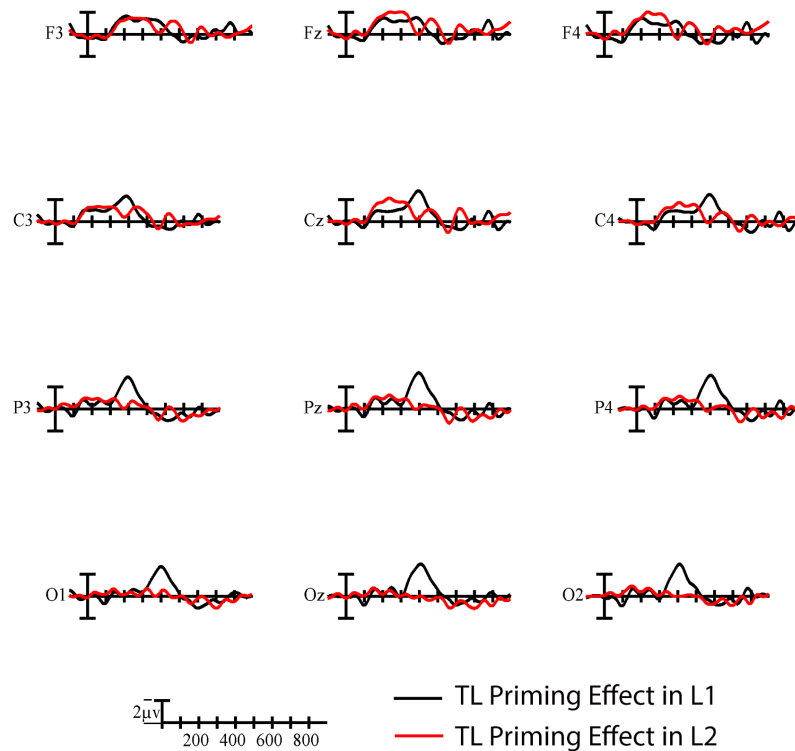 F3 Fz F4
C3 Cz C4
P3 Pz P4
O1 Oz O2
TL Priming Effect in L1
2μv
200 400 600 800
TL Priming Effect in L2